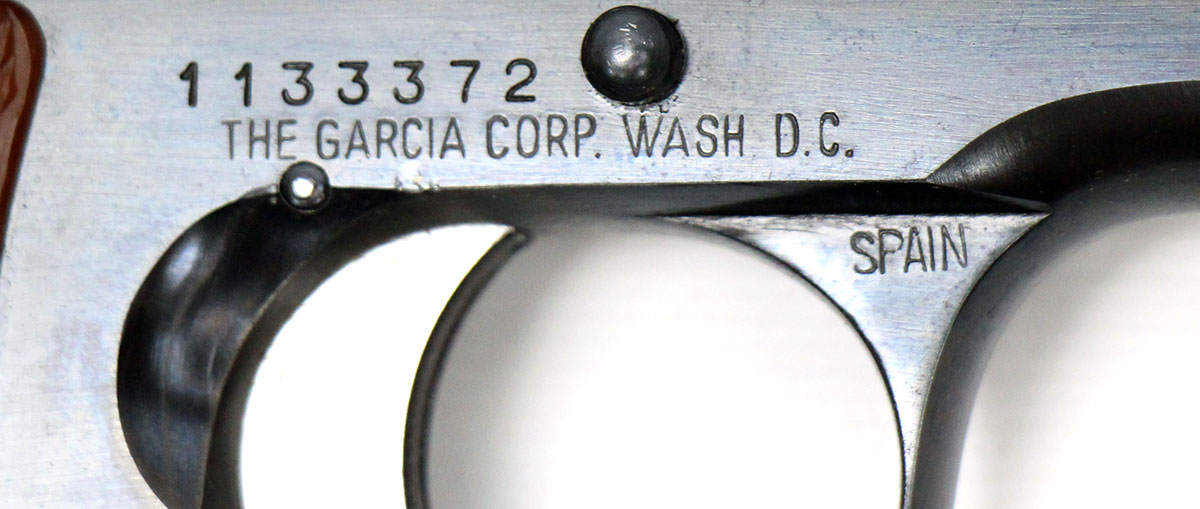 1133372
THE GARCIA CORP. WASH D.C.
SPAIN